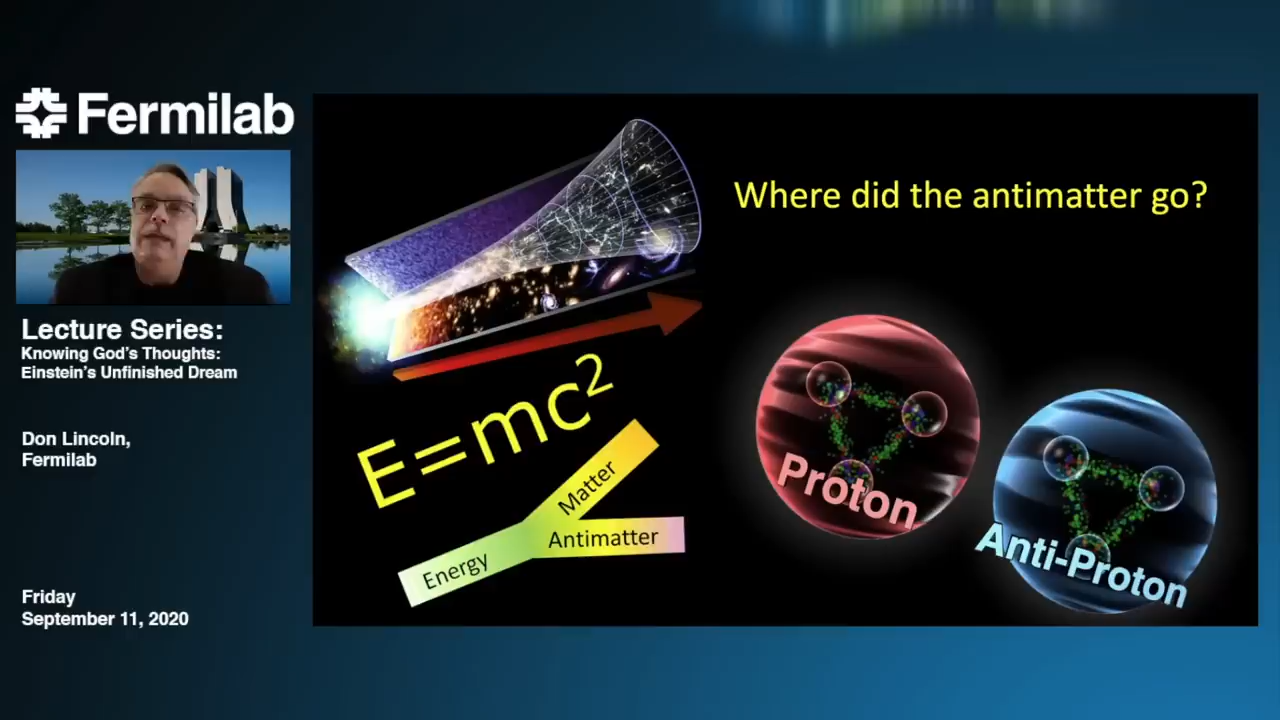 Fermilab
Lecture Series:
Knowing God's Thoughts:
Einstein's Unfinished Dream
Don Lincoln,
Fermilab
Friday
September 11, 2020
Where did the antimatter go?
E=mc²
Matter
Antimatter
Energy
Proton
Anti-Proton